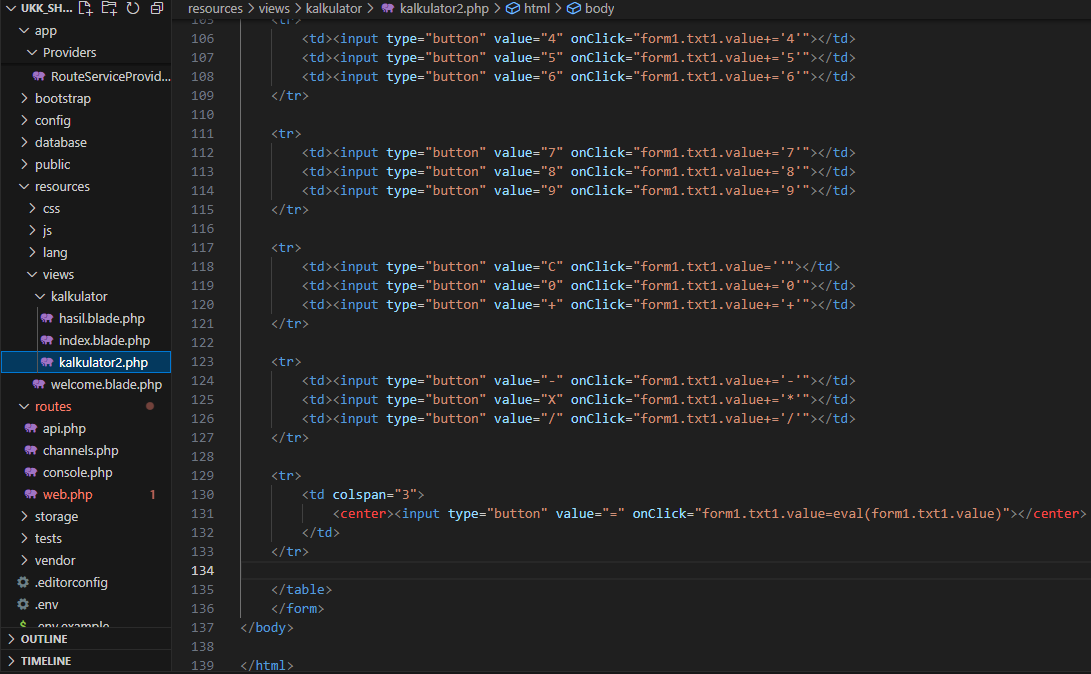 UKK_SH...
resources > views > kalkulator > kalkulator2.php > html > body
app
Providers
RouteServiceProvid...
bootstrap
config
database
public
resources
css
js
lang
views
kalkulator
hasil.blade.php
index.blade.php
kalkulator2.php
welcome.blade.php
routes
api.php
channels.php
console.php
web.php 1
storage
tests
vendor
.editorconfig
.env
.env.example
OUTLINE
TIMELINE
105 <tr>
106 <td><input type="button" value="4" onClick="form1.txt1.value+='4'"></td>
107 <td><input type="button" value="5" onClick="form1.txt1.value+='5'"></td>
108 <td><input type="button" value="6" onClick="form1.txt1.value+='6'"></td>
109 </tr>
110
111 <tr>
112 <td><input type="button" value="7" onClick="form1.txt1.value+='7'"></td>
113 <td><input type="button" value="8" onClick="form1.txt1.value+='8'"></td>
114 <td><input type="button" value="9" onClick="form1.txt1.value+='9'"></td>
115 </tr>
116
117 <tr>
118 <td><input type="button" value="C" onClick="form1.txt1.value=''"></td>
119 <td><input type="button" value="0" onClick="form1.txt1.value+='0'"></td>
120 <td><input type="button" value="+" onClick="form1.txt1.value+='+'"></td>
121 </tr>
122
123 <tr>
124 <td><input type="button" value="-" onClick="form1.txt1.value+='-'"></td>
125 <td><input type="button" value="X" onClick="form1.txt1.value+='*'"></td>
126 <td><input type="button" value="/" onClick="form1.txt1.value+='/'"></td>
127 </tr>
128
129 <tr>
130 <td colspan="3">
131 <center><input type="button" value="=" onClick="form1.txt1.value=eval(form1.txt1.value)"></center>
132 </td>
133 </tr>
134
135 </table>
136 </form>
137 </body>
138
139 </html>